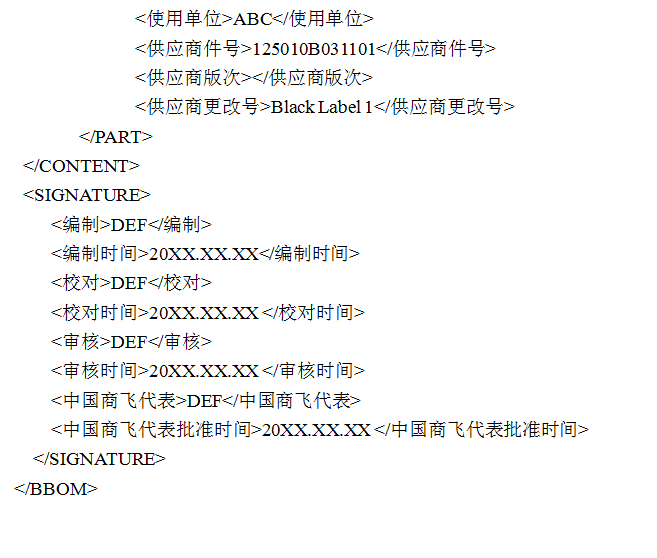 <使用单位>ABC</使用单位>
<供应商件号>125010B031101</供应商件号>
<供应商版次></供应商版次>
<供应商更改号>Black Label 1</供应商更改号>
</PART>
</CONTENT>
<SIGNATURE>
<编制>DEF</编制>
<编制时间>20XX.XX.XX</编制时间>
<校对>DEF</校对>
<校对时间>20XX.XX.XX </校对时间>
<审核>DEF</审核>
<审核时间>20XX.XX.XX </审核时间>
<中国商飞代表>DEF</中国商飞代表>
<中国商飞代表批准时间>20XX.XX.XX </中国商飞代表批准时间>
</SIGNATURE>
</BBOM>